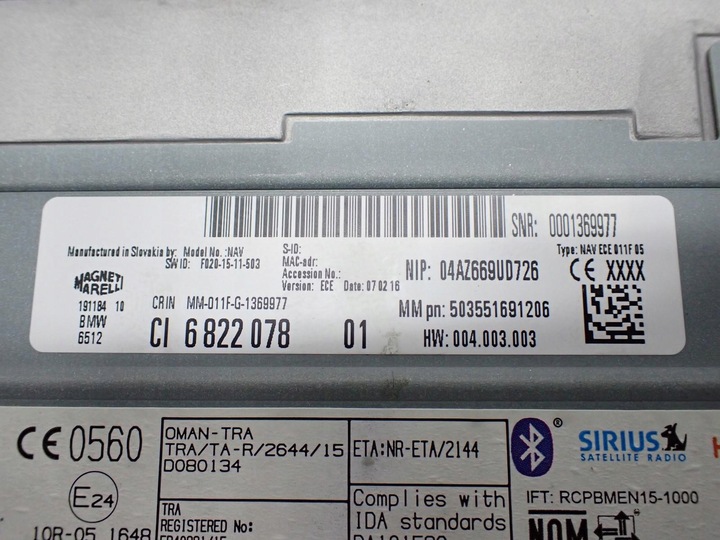 SNR: 0001369977
Manufactured in Slovakia by:
Model No.: NAV
SW ID: F020-15-11-503
S-ID:
MAC-adr:
Accession No.:
Version: ECE Date: 07 02 16
NIP: 04AZ669UD726
Type: NAV ECE 011F 05
CE XXXX
MAGNETI
MARELLI
191184 10
BMW
6512
CRIN MM-011F-G-1369977
CI 6 822 078 01
MM pn: 503551691206
HW: 004.003.003
CE 0560
E24
10R-05 1648
OMAN-TRA
TRA/TA-R/2644/15
D080134
TRA
REGISTERED No:
ETA:NR-ETA/2144
Complies with
IDA standards
®
SIRIUS
SATELLITE RADIO
IFT: RCPBMEN15-1000
NOM